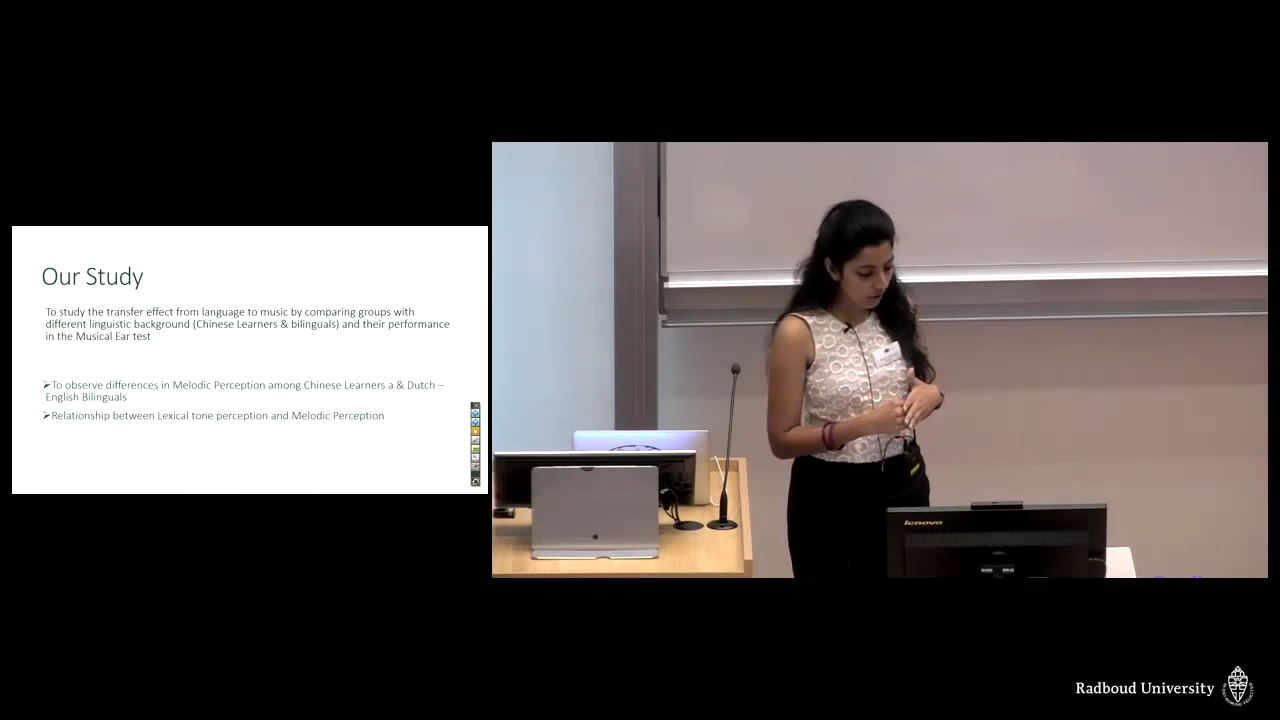 Our Study
To study the transfer effect from language to music by comparing groups with
different linguistic background (Chinese Learners & bilinguals) and their performance
in the Musical Ear test
➢To observe differences in Melodic Perception among Chinese Learners a & Dutch –
English Bilinguals
➢Relationship between Lexical tone perception and Melodic Perception
lenovo
Radboud University